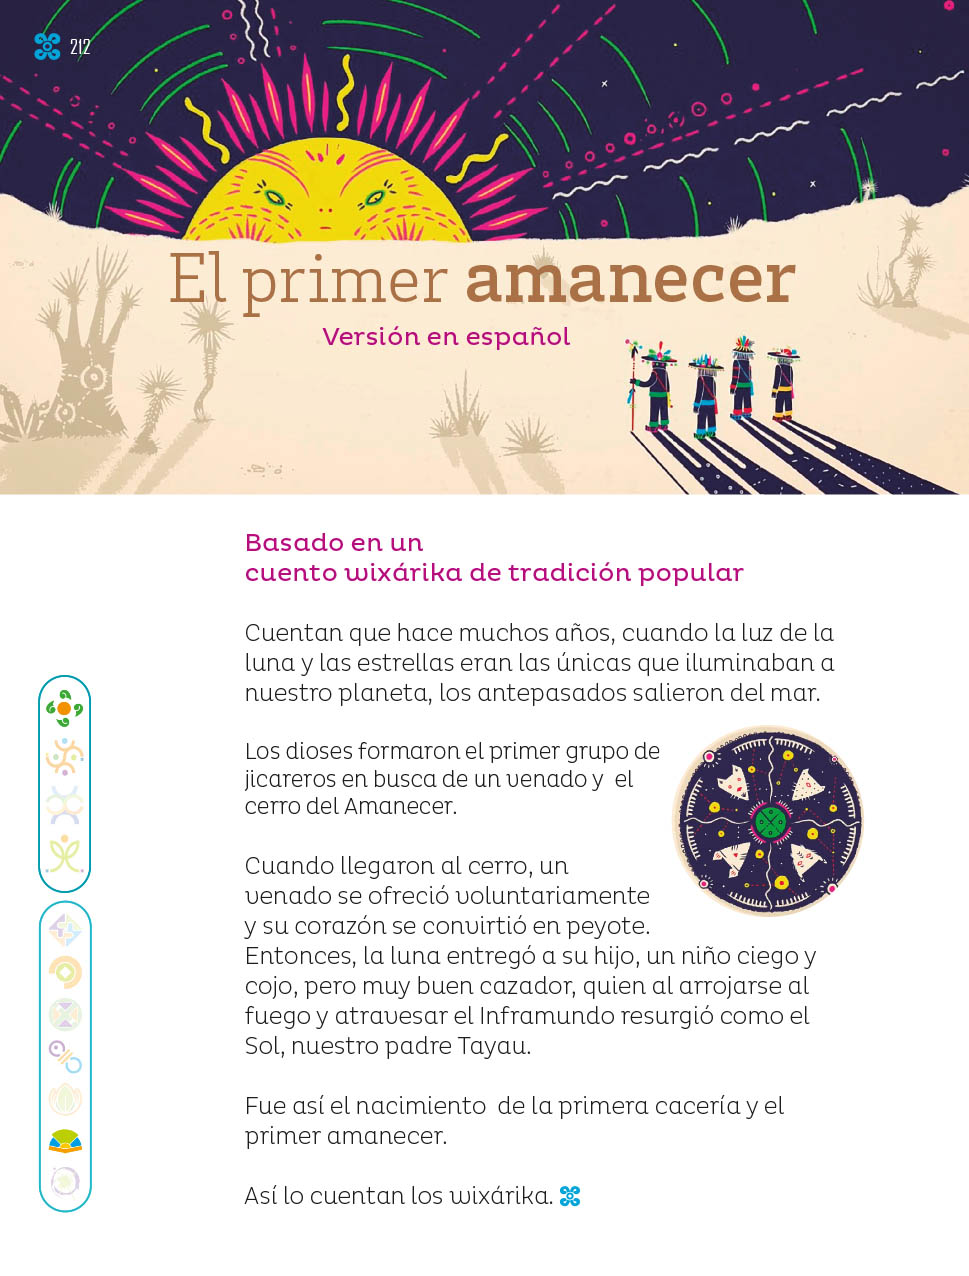 212
El primer amanecer
Versión en español
Basado en un
cuento wixárika de tradición popular
Cuentan que hace muchos años, cuando la luz de la
luna y las estrellas eran las únicas que iluminaban a
nuestro planeta, los antepasados salieron del mar.
Los dioses formaron el primer grupo de
jicareros en busca de un venado y el
cerro del Amanecer.
Cuando llegaron al cerro, un
venado se ofreció voluntariamente
y su corazón se convirtió en peyote.
Entonces, la luna entregó a su hijo, un niño ciego y
cojo, pero muy buen cazador, quien al arrojarse al
fuego y atravesar el Inframundo resurgió como el
Sol, nuestro padre Tayau.
Fue así el nacimiento de la primera cacería y el
primer amanecer.
Así lo cuentan los wixárika.